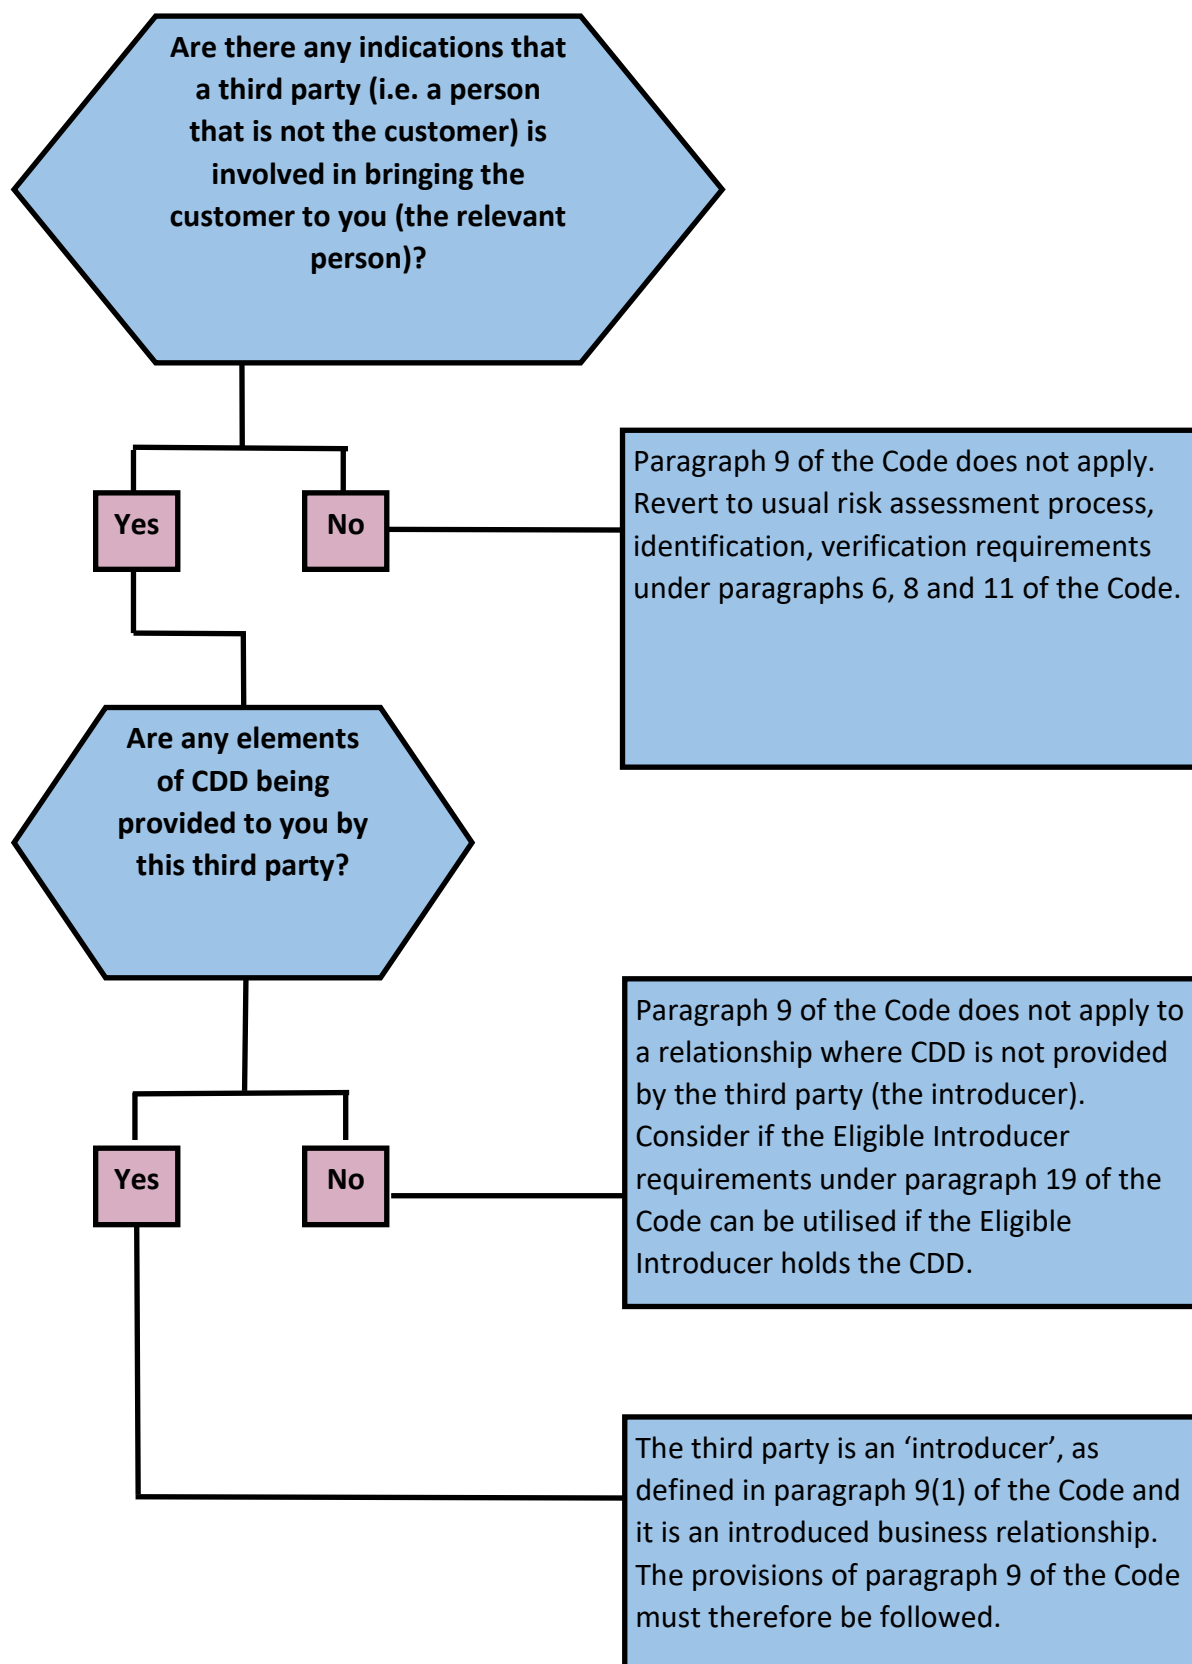 Are there any indications that
a third party (i.e. a person
that is not the customer) is
involved in bringing the
customer to you (the relevant
person)?
Yes
No
Paragraph 9 of the Code does not apply.
Revert to usual risk assessment process,
identification, verification requirements
under paragraphs 6, 8 and 11 of the Code.
Are any elements
of CDD being
provided to you by
this third party?
Yes
No
Paragraph 9 of the Code does not apply to
a relationship where CDD is not provided
by the third party (the introducer).
Consider if the Eligible Introducer
requirements under paragraph 19 of the
Code can be utilised if the Eligible
Introducer holds the CDD.
The third party is an ‘introducer’, as
defined in paragraph 9(1) of the Code and
it is an introduced business relationship.
The provisions of paragraph 9 of the Code
must therefore be followed.